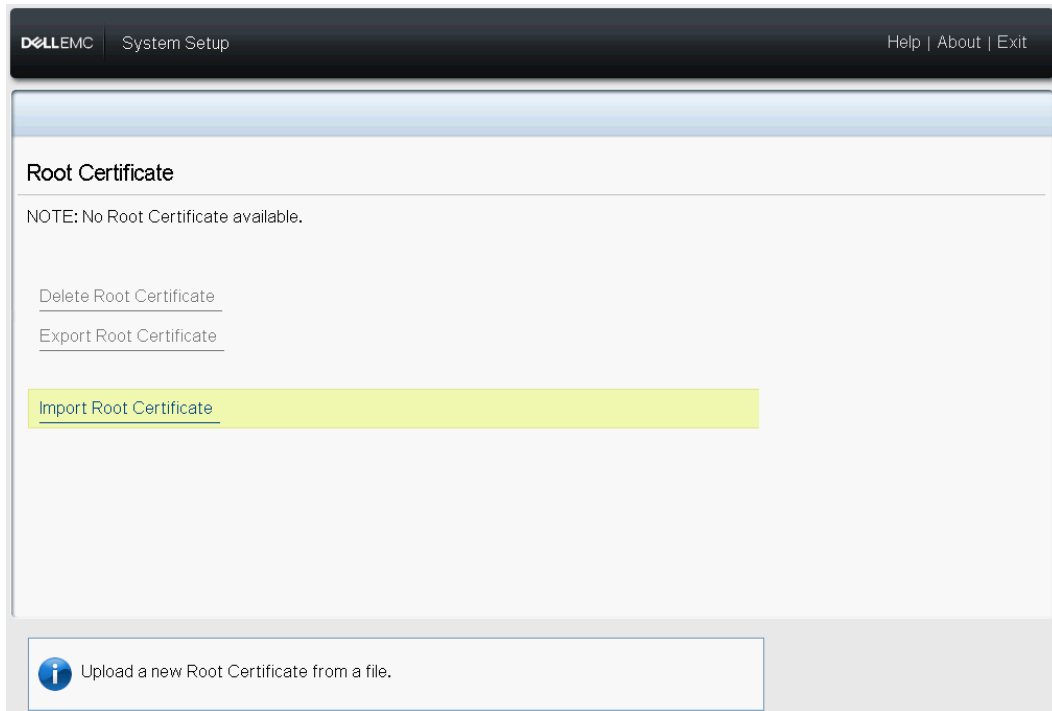 DELLEMC System Setup Help | About | Exit
Root Certificate
NOTE: No Root Certificate available.
Delete Root Certificate
Export Root Certificate
Import Root Certificate
Upload a new Root Certificate from a file.